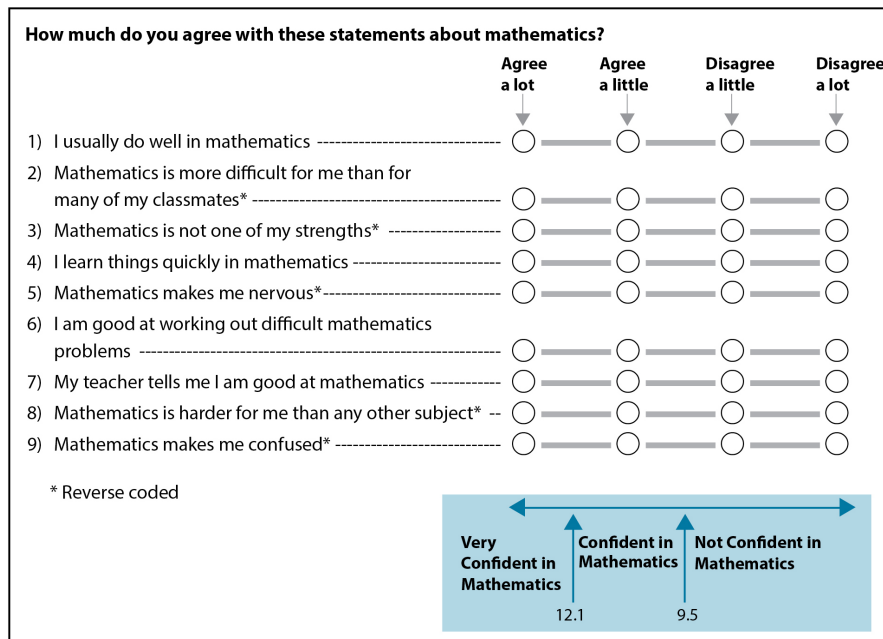 How much do you agree with these statements about mathematics?
Agree a lot
Agree a little
Disagree a little
Disagree a lot
1) I usually do well in mathematics
2) Mathematics is more difficult for me than for
many of my classmates*
3) Mathematics is not one of my strengths*
4) I learn things quickly in mathematics
5) Mathematics makes me nervous*
6) I am good at working out difficult mathematics
problems
7) My teacher tells me I am good at mathematics
8) Mathematics is harder for me than any other subject*
9) Mathematics makes me confused*
* Reverse coded
Very
Confident in
Mathematics
Confident in
Mathematics
Not Confident in
Mathematics
12.1
9.5